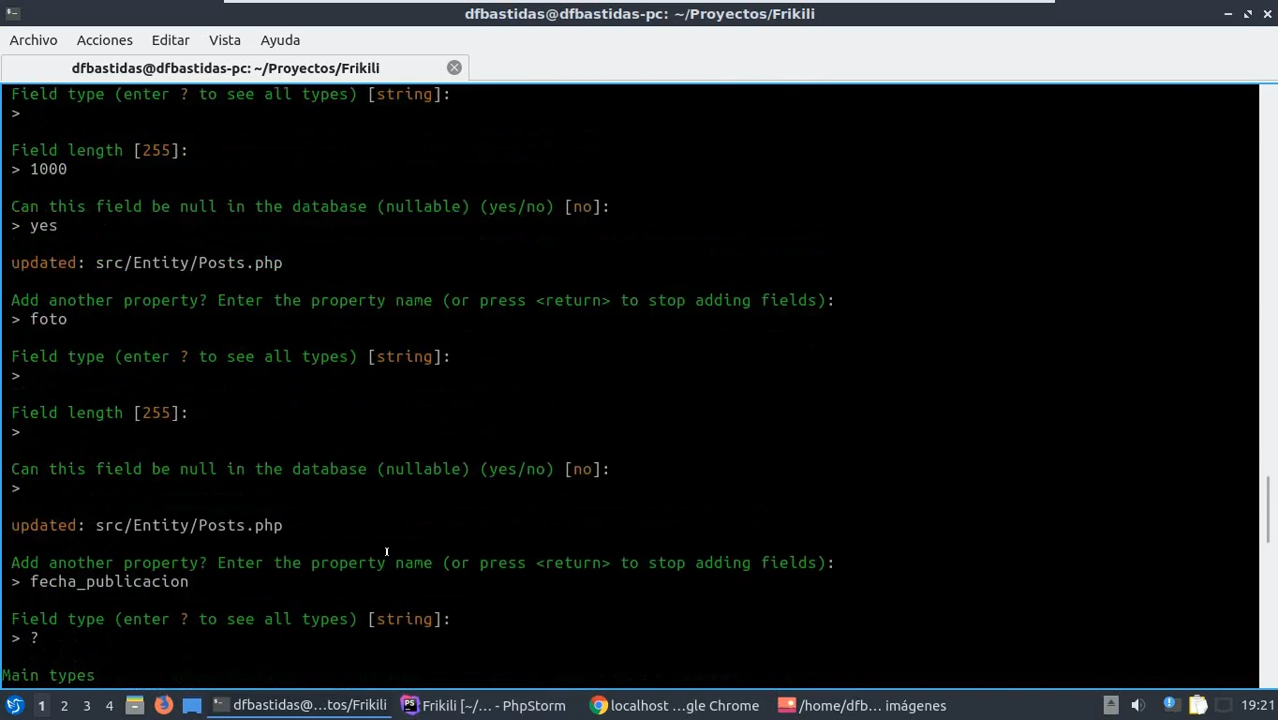 dfbastidas@dfbastidas-pc: ~/Proyectos/Frikili
Archivo Acciones Editar Vista Ayuda
dfbastidas@dfbastidas-pc: ~/Proyectos/Frikili
Field type (enter ? to see all types) [string]:
>
Field length [255]:
> 1000
Can this field be null in the database (nullable) (yes/no) [no]:
> yes
updated: src/Entity/Posts.php
Add another property? Enter the property name (or press <return> to stop adding fields):
> foto
Field type (enter ? to see all types) [string]:
>
Field length [255]:
>
Can this field be null in the database (nullable) (yes/no) [no]:
>
updated: src/Entity/Posts.php
Add another property? Enter the property name (or press <return> to stop adding fields):
> fecha_publicacion
Field type (enter ? to see all types) [string]:
> ?
Main types
1 2 3 4 dfbastidas@...tos/Frikili PS Frikili [~/... - PhpStorm localhost ...gle Chrome /home/dfb... imágenes 19:21